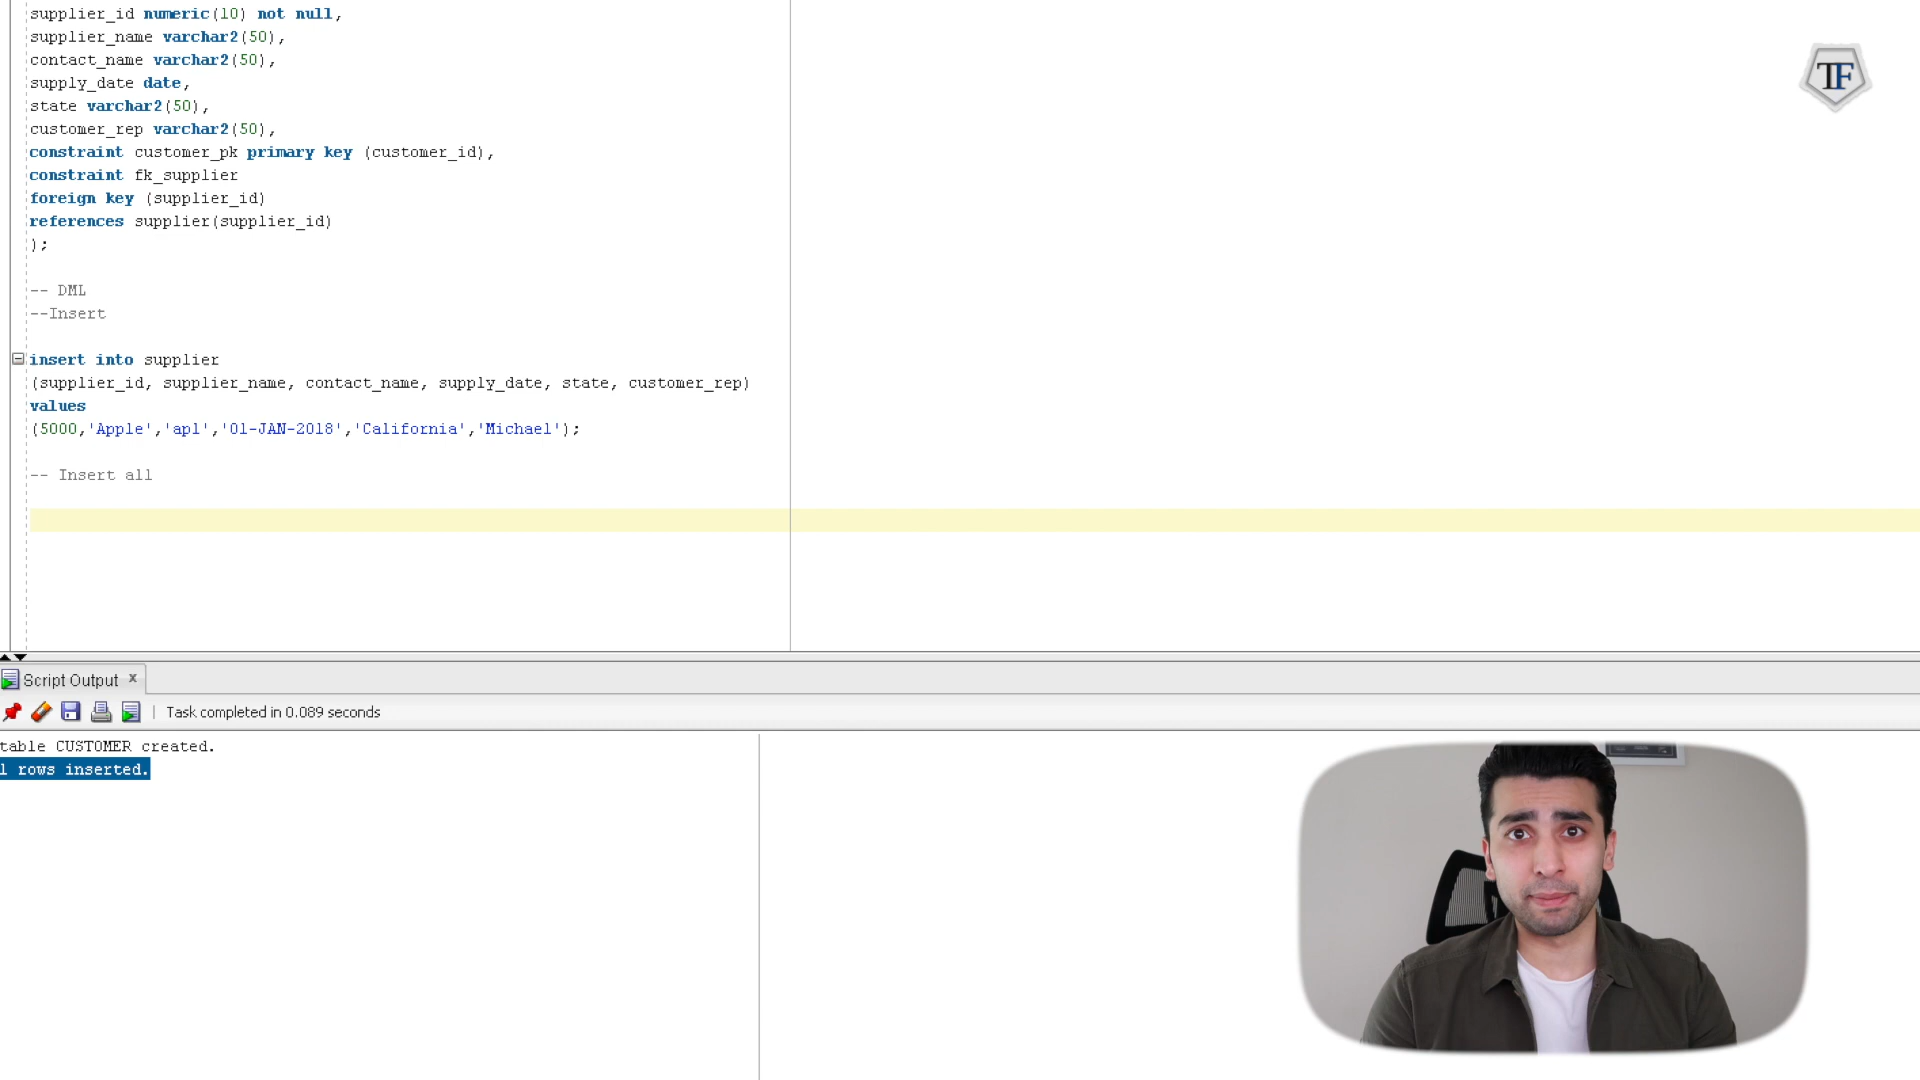 supplier_id numeric(10) not null,
supplier_name varchar2(50),
contact_name varchar2(50),
supply_date date,
state varchar2(50),
customer_rep varchar2(50),
constraint customer_pk primary key (customer_id),
constraint fk_supplier
foreign key (supplier_id)
references supplier(supplier_id)
);
-- DML
--Insert
insert into supplier
(supplier_id, supplier_name, contact_name, supply_date, state, customer_rep)
values
(5000,'Apple','apl','01-JAN-2018','California','Michael');
-- Insert all
TF
Script Output x
Task completed in 0.089 seconds
table CUSTOMER created.
1 rows inserted.